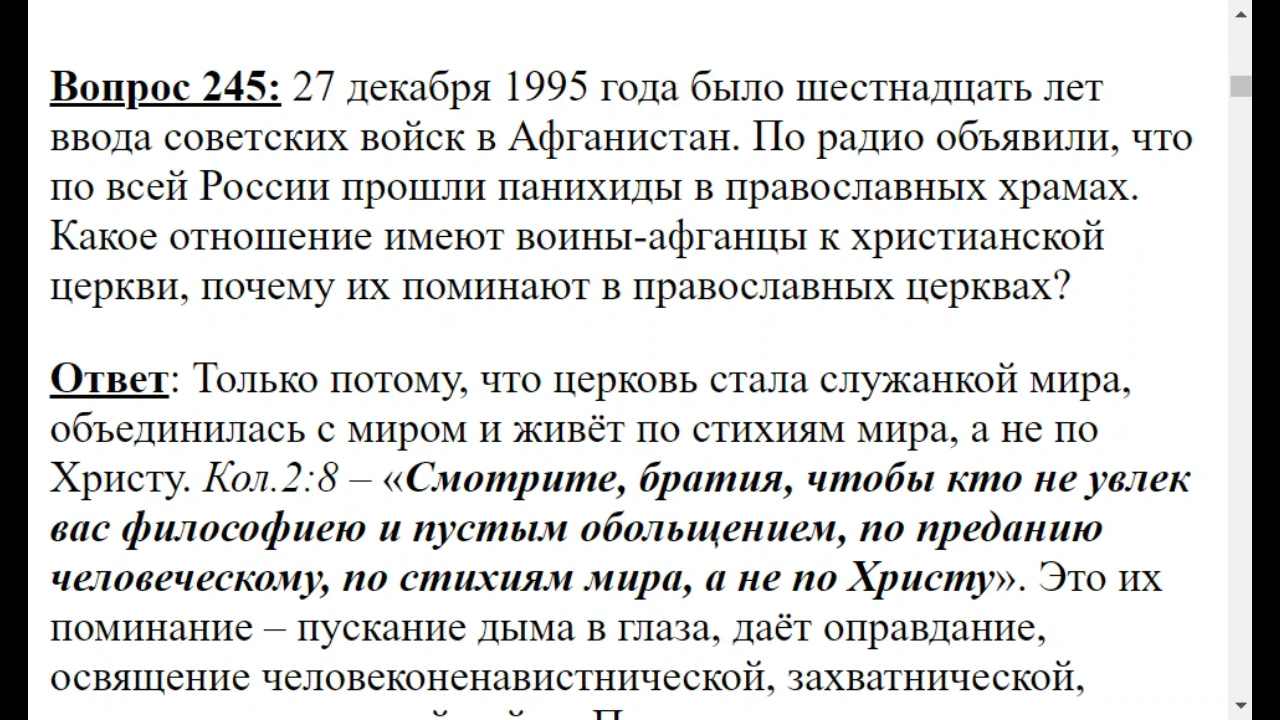 Вопрос 245: 27 декабря 1995 года было шестнадцать лет
ввода советских войск в Афганистан. По радио объявили, что
по всей России прошли панихиды в православных храмах.
Какое отношение имеют воины-афганцы к христианской
церкви, почему их поминают в православных церквах?
Ответ: Только потому, что церковь стала служанкой мира,
объединилась с миром и живёт по стихиям мира, а не по
Христу. Кол.2:8 – «Смотрите, братия, чтобы кто не увлек
вас философиею и пустым обольщением, по преданию
человеческому, по стихиям мира, а не по Христу». Это их
поминание – пускание дыма в глаза, даёт оправдание,
освящение человеконенавистнической, захватнической,